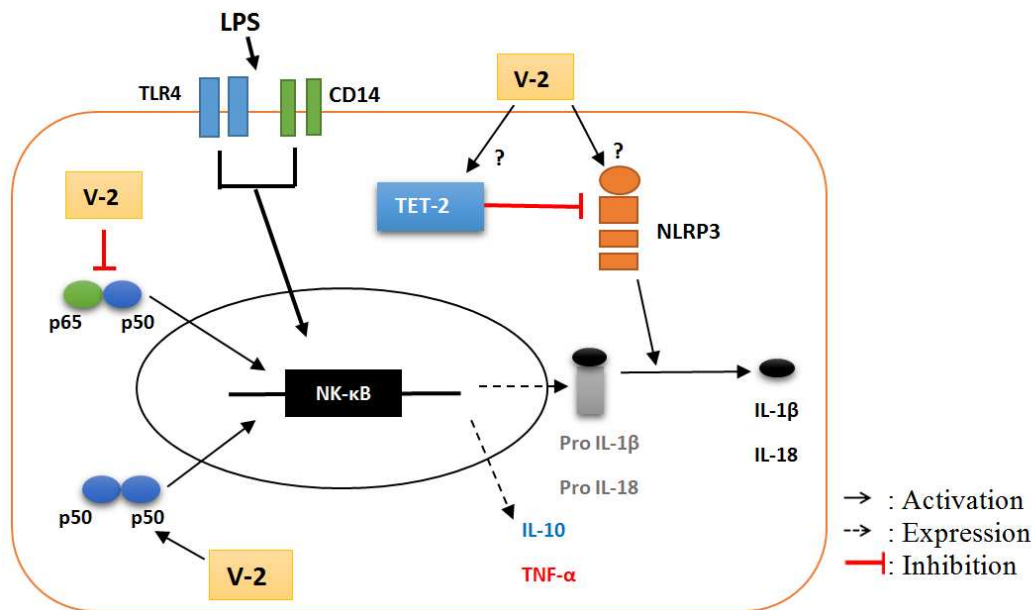 LPS
TLR4
CD14
V-2
?
?
TET-2
NLRP3
V-2
p65
p50
NK-κB
Pro IL-1β
Pro IL-18
IL-1β
IL-18
p50
p50
V-2
IL-10
TNF-α
: Activation
: Expression
: Inhibition